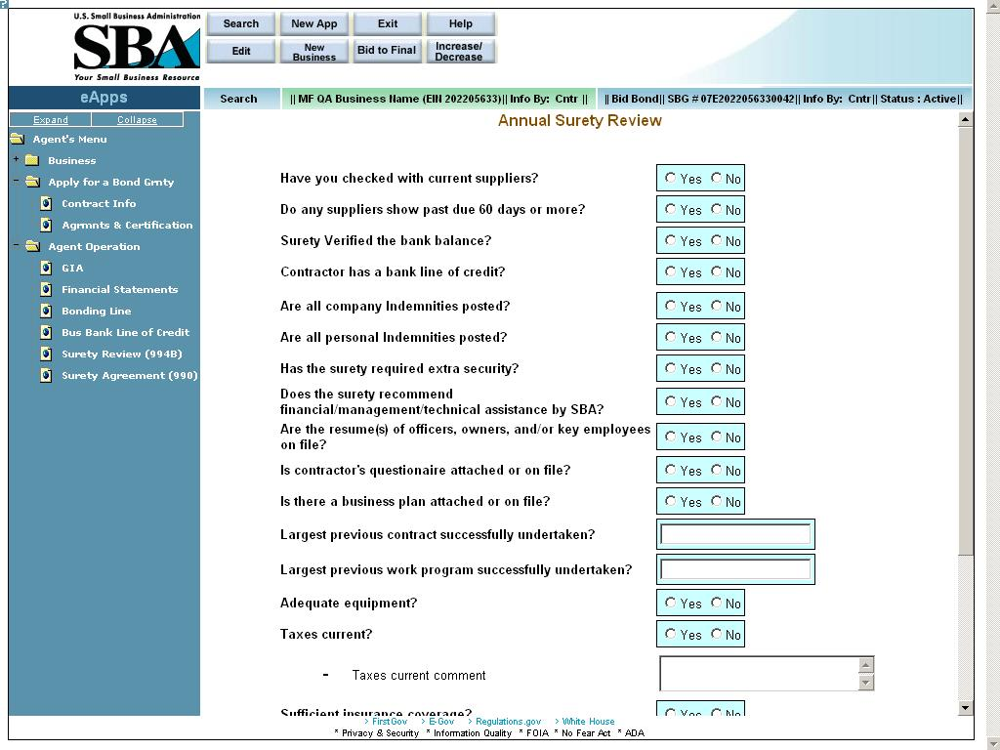 U.S. Small Business Administration
SBA
Your Small Business Resource
Search New App Exit Help
Edit New Business Bid to Final Increase/ Decrease
eApps
Search || MF QA Business Name (EIN 202205633)|| Info By: Cntr || || Bid Bond|| SBG # 07E2022056330042|| Info By: Cntr|| Status : Active||
Expand Collapse
Agent's Menu
+ Business
- Apply for a Bond Grnty
Contract Info
Agrmnts & Certification
- Agent Operation
GIA
Financial Statements
Bonding Line
Bus Bank Line of Credit
Surety Review (994B)
Surety Agreement (990)
Annual Surety Review
Have you checked with current suppliers? Yes No
Do any suppliers show past due 60 days or more? Yes No
Surety Verified the bank balance? Yes No
Contractor has a bank line of credit? Yes No
Are all company Indemnities posted? Yes No
Are all personal Indemnities posted? Yes No
Has the surety required extra security? Yes No
Does the surety recommend
financial/management/technical assistance by SBA? Yes No
Are the resume(s) of officers, owners, and/or key employees
on file? Yes No
Is contractor's questionaire attached or on file? Yes No
Is there a business plan attached or on file? Yes No
Largest previous contract successfully undertaken?
Largest previous work program successfully undertaken?
Adequate equipment? Yes No
Taxes current? Yes No
- Taxes current comment
Sufficient insurance coverage? Yes No
> FirstGov > E-Gov > Regulations.gov > White House
* Privacy & Security * Information Quality * FOIA * No Fear Act * ADA